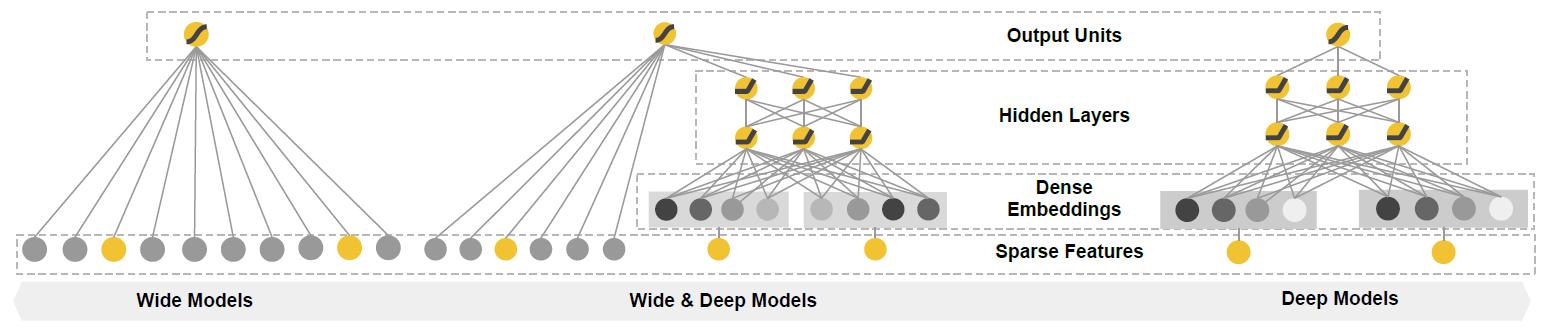 Output Units
Hidden Layers
Dense
Embeddings
Sparse Features
Wide Models
Wide & Deep Models
Deep Models